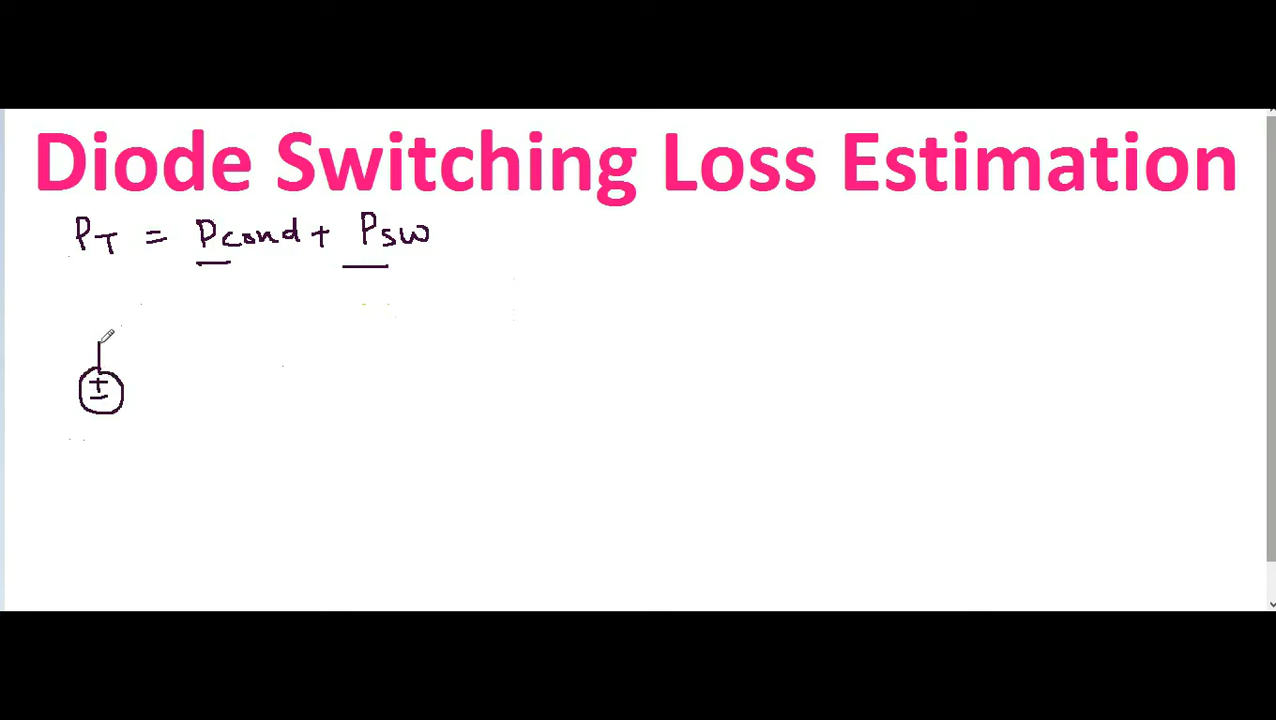 Diode Switching Loss Estimation
PT = Pcond + Psw
+
−